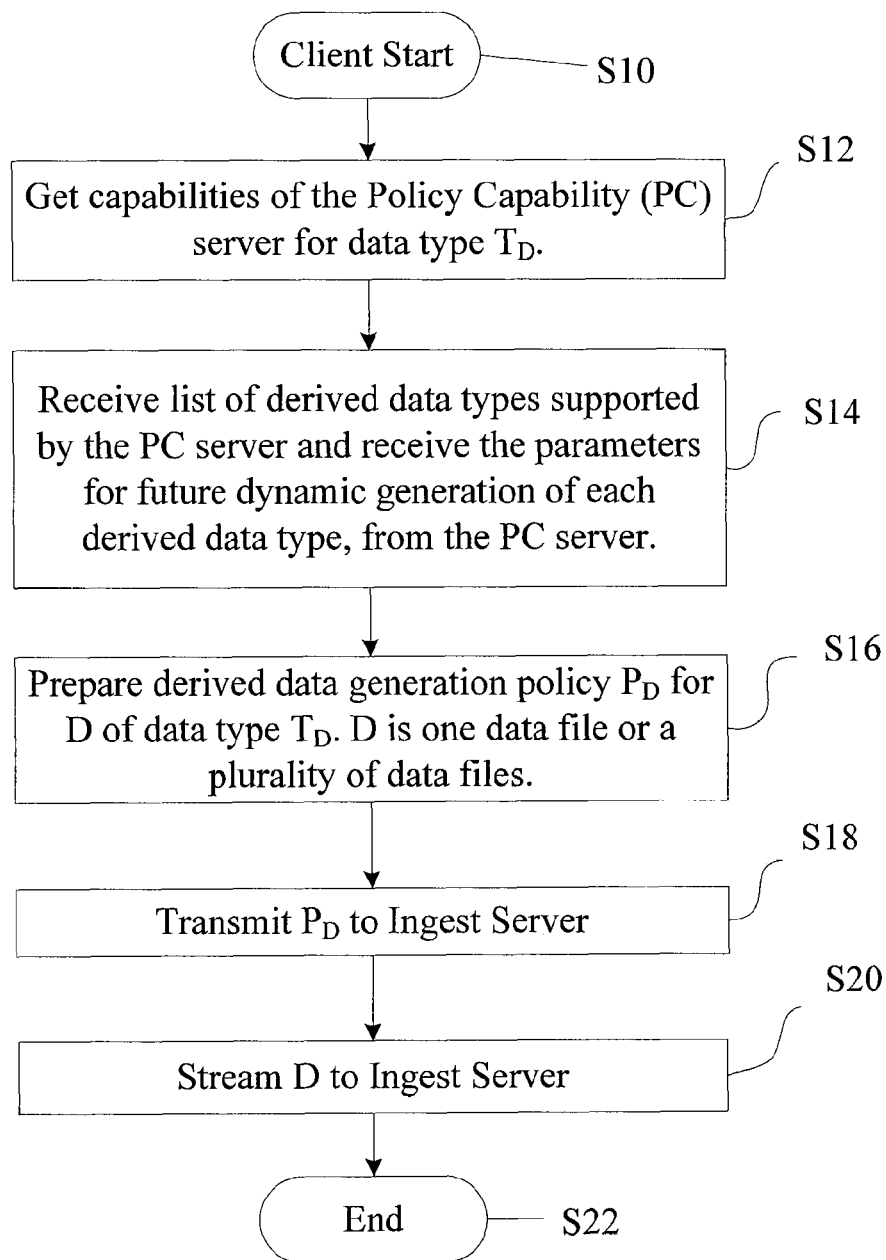 Client Start
S10
S12
Get capabilities of the Policy Capability (PC)
server for data type T_D.
S14
Receive list of derived data types supported
by the PC server and receive the parameters
for future dynamic generation of each
derived data type, from the PC server.
S16
Prepare derived data generation policy P_D for
D of data type T_D. D is one data file or a
plurality of data files.
S18
Transmit P_D to Ingest Server
S20
Stream D to Ingest Server
End
S22